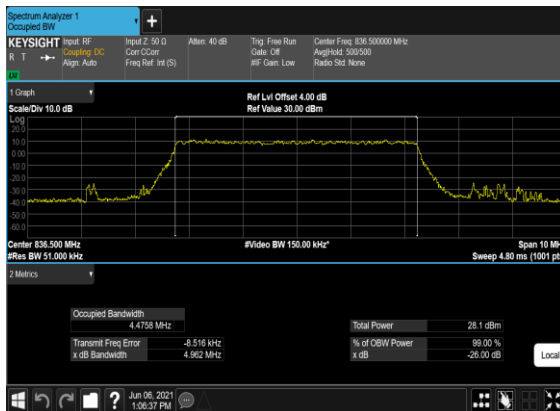 Spectrum Analyzer 1
Occupied BW
KEYSIGHT Input: RF Input Z: 50 Ω Atten: 40 dB Trig: Free Run Center Freq: 836.500000 MHz
R T Coupling: DC Corr CCorr Gate: Off Avg|Hold: 500/500
Align: Auto Freq Ref: Int (S) #IF Gain: Low Radio Std: None
1 Graph
Ref Lvl Offset 4.00 dB
Scale/Div 10.0 dB Ref Value 30.00 dBm
Log
20.0
10.0
0.00
-10.0
-20.0
-30.0
-40.0
-50.0
-60.0
Center 836.500 MHz #Video BW 150.00 kHz* Span 10 MH
#Res BW 51.000 kHz Sweep 4.80 ms (1001 pts
2 Metrics
Occupied Bandwidth
4.4758 MHz Total Power 28.1 dBm
Transmit Freq Error -8.516 kHz % of OBW Power 99.00 %
x dB Bandwidth 4.962 MHz x dB -26.00 dB
Local
Jun 06, 2021
1:06:37 PM